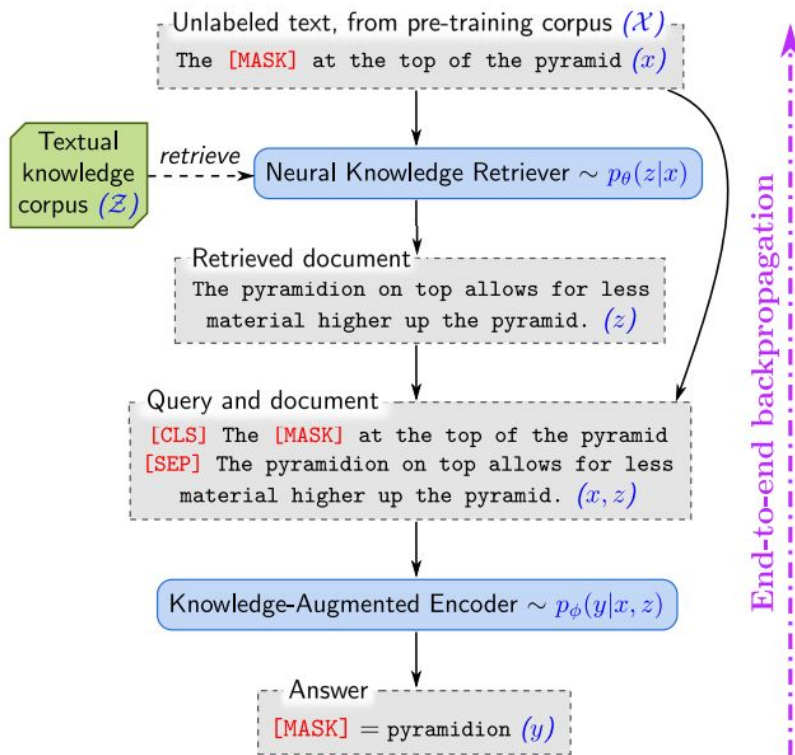 Unlabeled text, from pre-training corpus (𝒳)
The [MASK] at the top of the pyramid (x)
Textual
knowledge
corpus (𝒵)
retrieve
Neural Knowledge Retriever ∼ pθ(z|x)
Retrieved document
The pyramidion on top allows for less
material higher up the pyramid. (z)
Query and document
[CLS] The [MASK] at the top of the pyramid
[SEP] The pyramidion on top allows for less
material higher up the pyramid. (x, z)
Knowledge-Augmented Encoder ∼ pϕ(y|x, z)
Answer
[MASK] = pyramidion (y)
End-to-end backpropagation